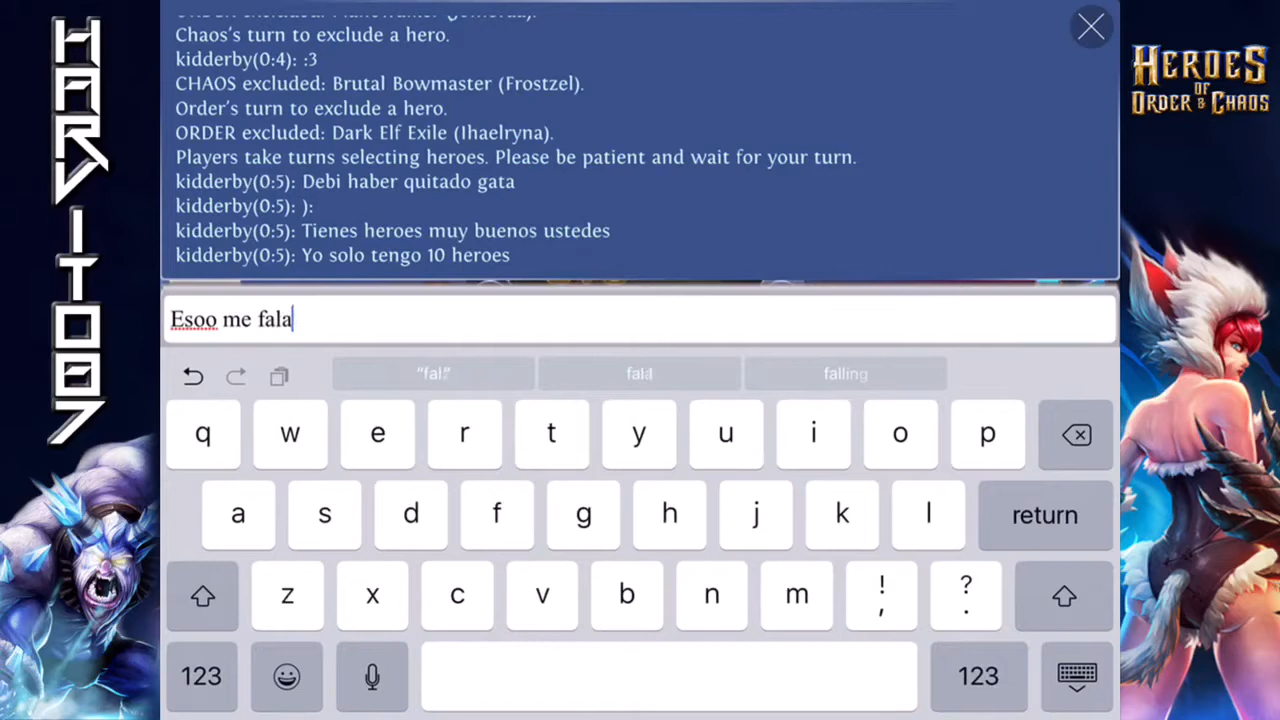 HARVIT087
HEROES
OF
ORDER & CHAOS
Chaos's turn to exclude a hero.
kidderby(0:4): :3
CHAOS excluded: Brutal Bowmaster (Frostzel).
Order's turn to exclude a hero.
ORDER excluded: Dark Elf Exile (Ihaelryna).
Players take turns selecting heroes. Please be patient and wait for your turn.
kidderby(0:5): Debi haber quitado gata
kidderby(0:5): ):
kidderby(0:5): Tienes heroes muy buenos ustedes
kidderby(0:5): Yo solo tengo 10 heroes
Esoo me fala
falling
q w e r t y u i o p
a s d f g h j k l return
z x c v b n m ! , ? .
123 123